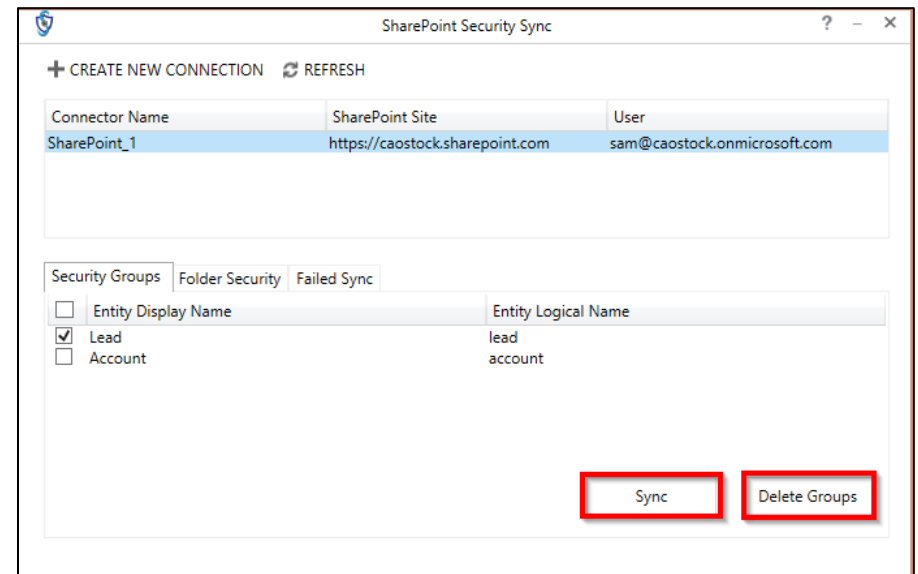 SharePoint Security Sync ? – ×
CREATE NEW CONNECTION REFRESH
Connector Name SharePoint Site User
SharePoint_1 https://caostock.sharepoint.com sam@caostock.onmicrosoft.com
Security Groups Folder Security Failed Sync
Entity Display Name Entity Logical Name
Lead lead
Account account
Sync Delete Groups